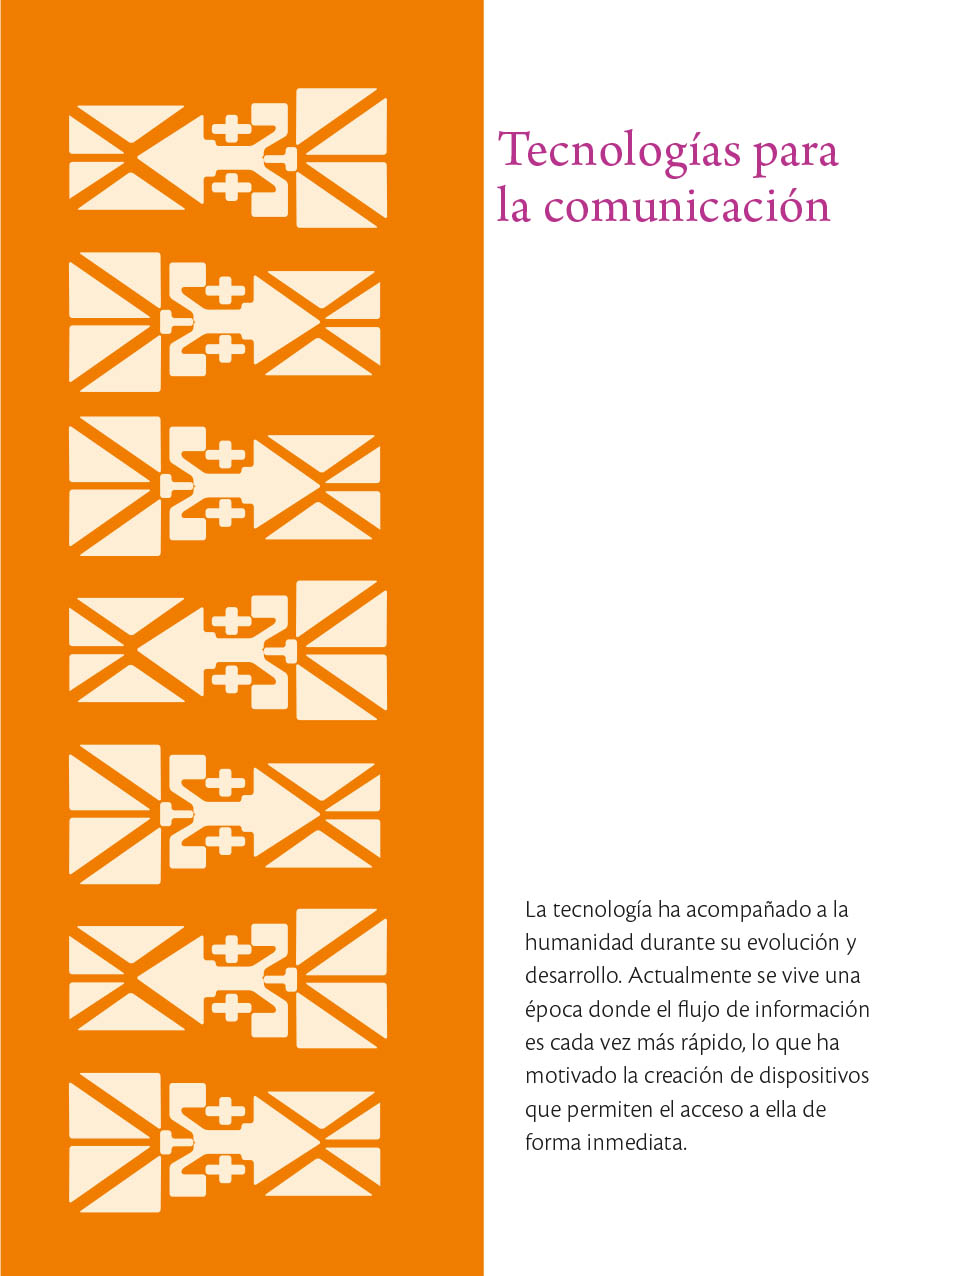 Tecnologías para
la comunicación
La tecnología ha acompañado a la
humanidad durante su evolución y
desarrollo. Actualmente se vive una
época donde el flujo de información
es cada vez más rápido, lo que ha
motivado la creación de dispositivos
que permiten el acceso a ella de
forma inmediata.